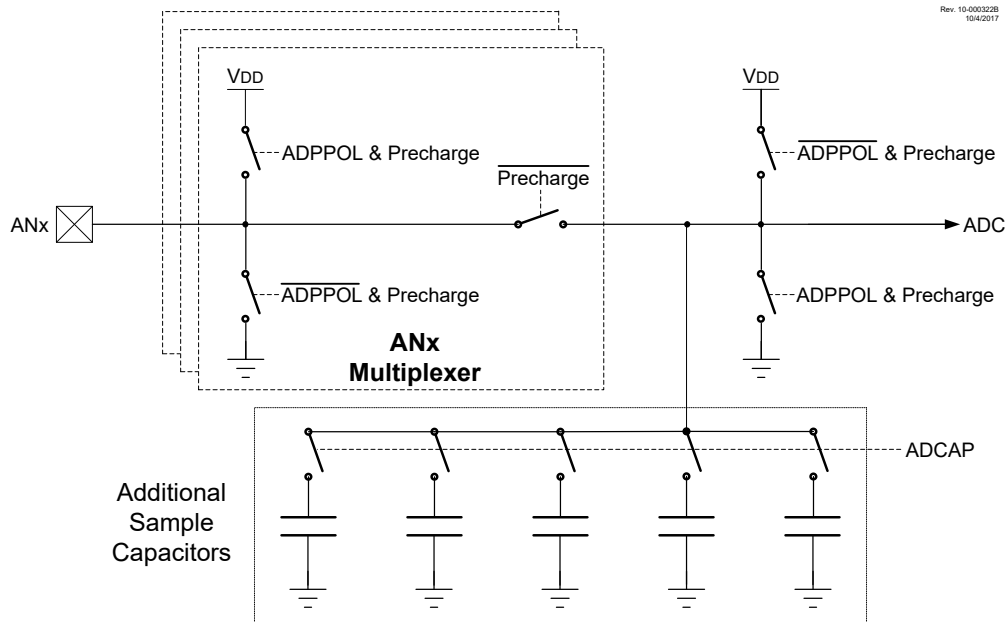 Rev. 10-000322B
10/4/2017
VDD
VDD
ADPPOL & Precharge
ADPPOL & Precharge
Precharge
ANx
ADC
ADPPOL & Precharge
ADPPOL & Precharge
ANx
Multiplexer
ADCAP
Additional
Sample
Capacitors